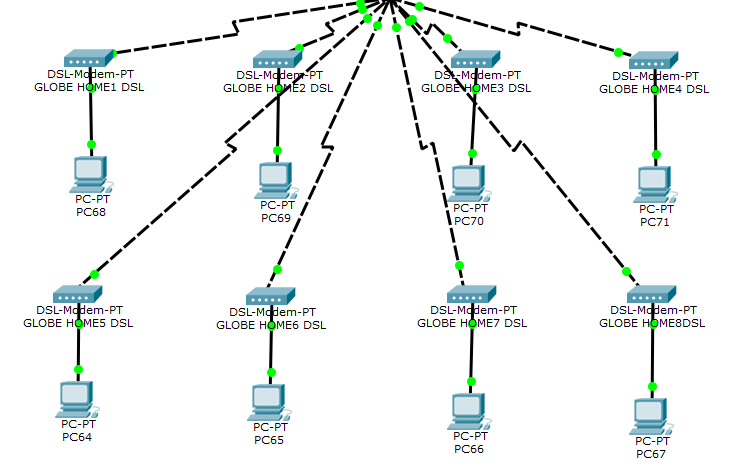 DSL-Modem-PT
GLOBE HOME1 DSL
DSL-Modem-PT
GLOBE HOME2 DSL
DSL-Modem-PT
GLOBE HOME3 DSL
DSL-Modem-PT
GLOBE HOME4 DSL
PC-PT
PC68
PC-PT
PC69
PC-PT
PC70
PC-PT
PC71
DSL-Modem-PT
GLOBE HOME5 DSL
DSL-Modem-PT
GLOBE HOME6 DSL
DSL-Modem-PT
GLOBE HOME7 DSL
DSL-Modem-PT
GLOBE HOME8DSL
PC-PT
PC64
PC-PT
PC65
PC-PT
PC66
PC-PT
PC67